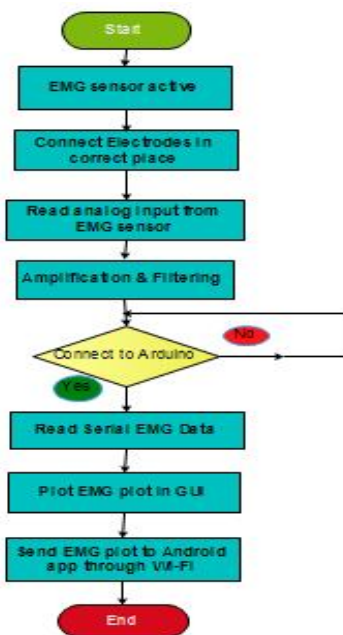 Start
EMG sensor active
Connect Electrodes in
correct place
Read analog input from
EMG sensor
Amplification & Filtering
Connect to Arduino
No
Yes
Read Serial EMG Data
Plot EMG plot in GUI
Send EMG plot to Android
app through Wi-Fi
End